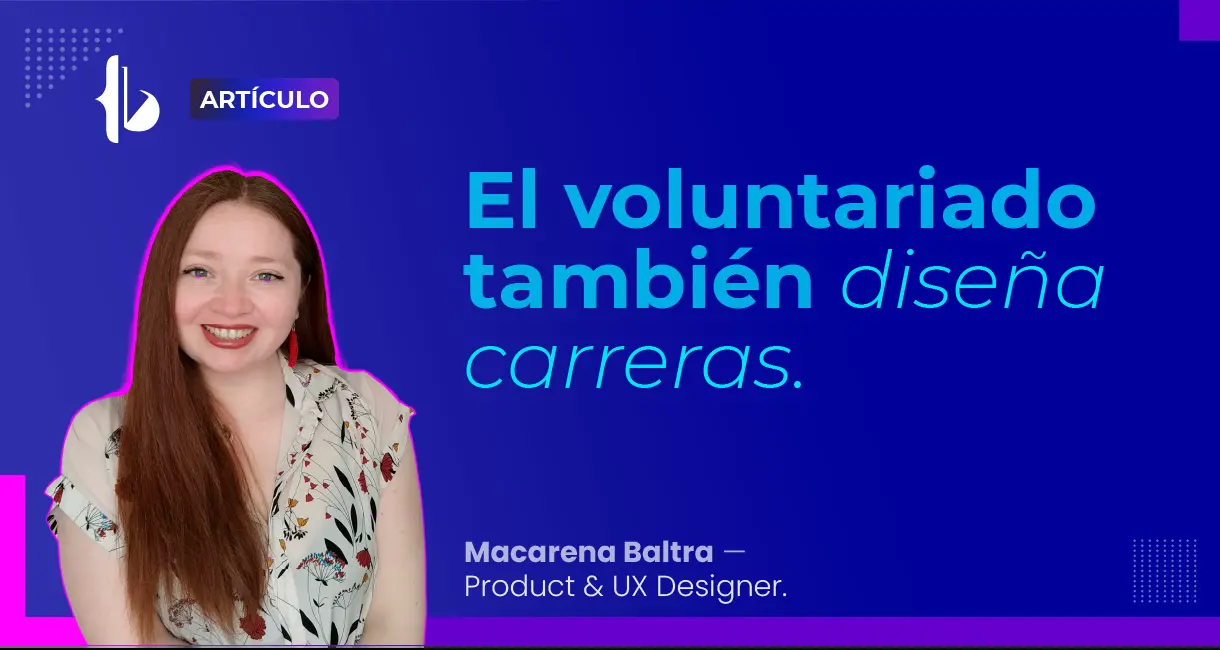 ARTÍCULO
El voluntariado
también diseña
carreras.
Macarena Baltra —
Product & UX Designer.